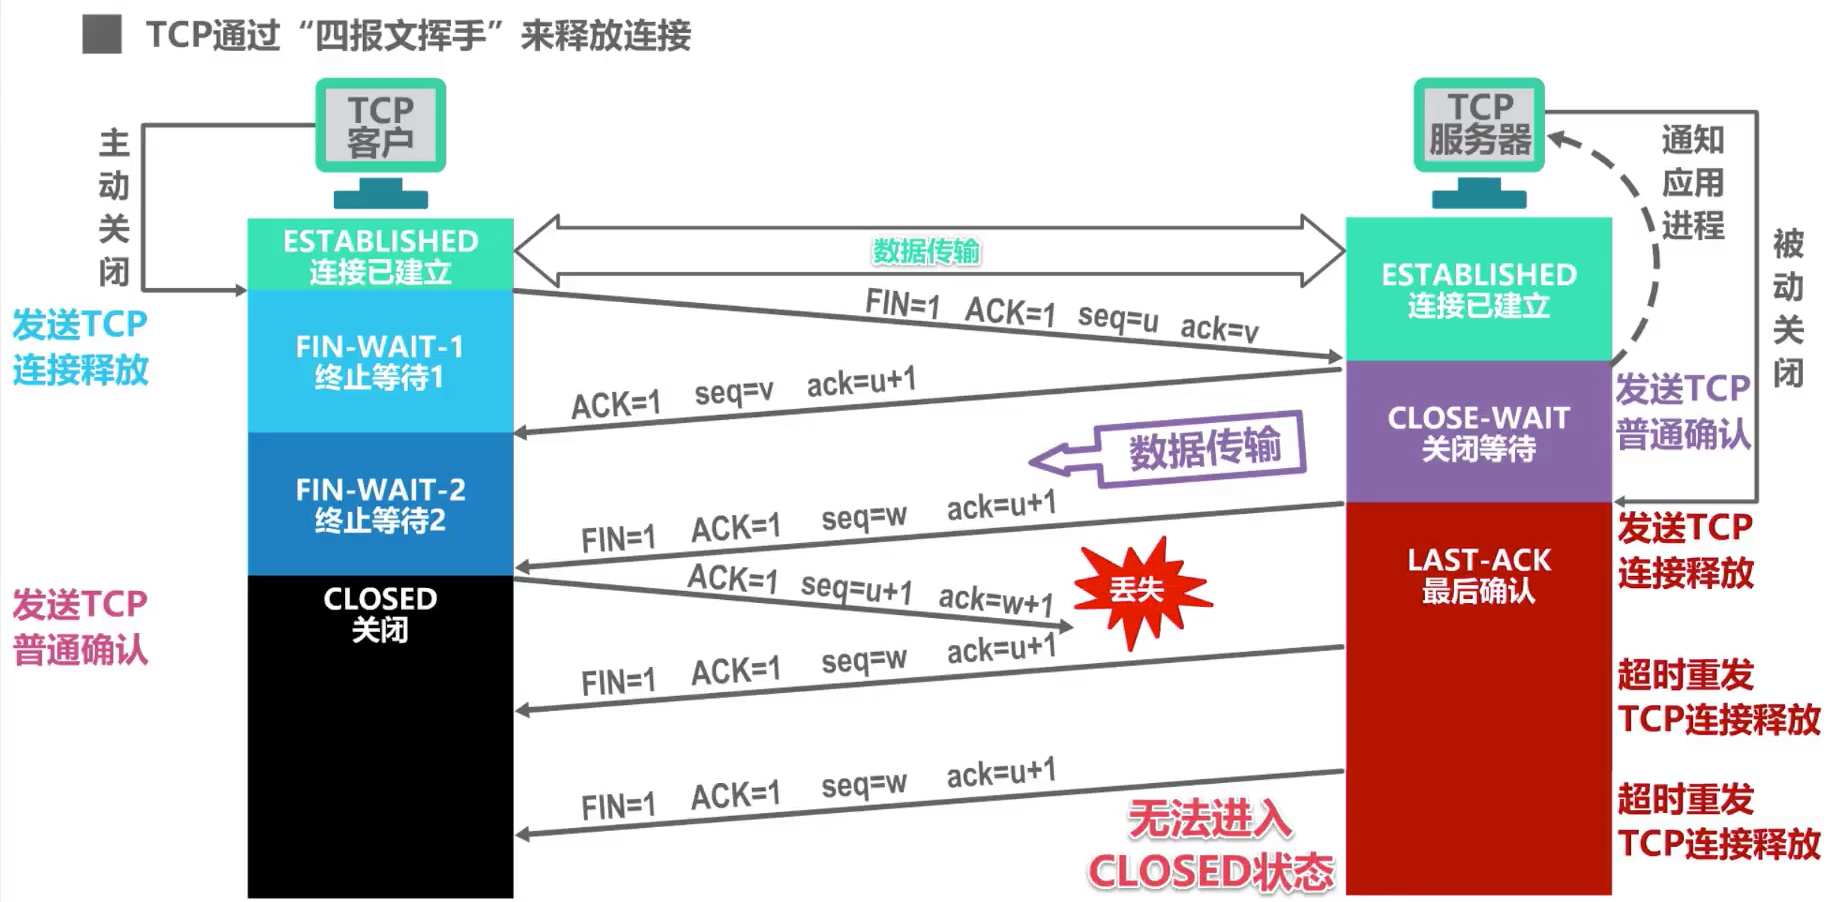 TCP通过“四报文挥手”来释放连接
TCP
客户
TCP
服务器
主
动
关
闭
通知
应用
进程
被
动
关
闭
ESTABLISHED
连接已建立
数据传输
ESTABLISHED
连接已建立
发送TCP
连接释放
FIN=1 ACK=1 seq=u ack=v
FIN-WAIT-1
终止等待1
ACK=1 seq=v ack=u+1
发送TCP
普通确认
CLOSE-WAIT
关闭等待
数据传输
FIN-WAIT-2
终止等待2
FIN=1 ACK=1 seq=w ack=u+1
发送TCP
连接释放
LAST-ACK
最后确认
发送TCP
普通确认
CLOSED
关闭
ACK=1 seq=u+1 ack=w+1
丢失
FIN=1 ACK=1 seq=w ack=u+1
超时重发
TCP连接释放
FIN=1 ACK=1 seq=w ack=u+1
超时重发
TCP连接释放
无法进入
CLOSED状态